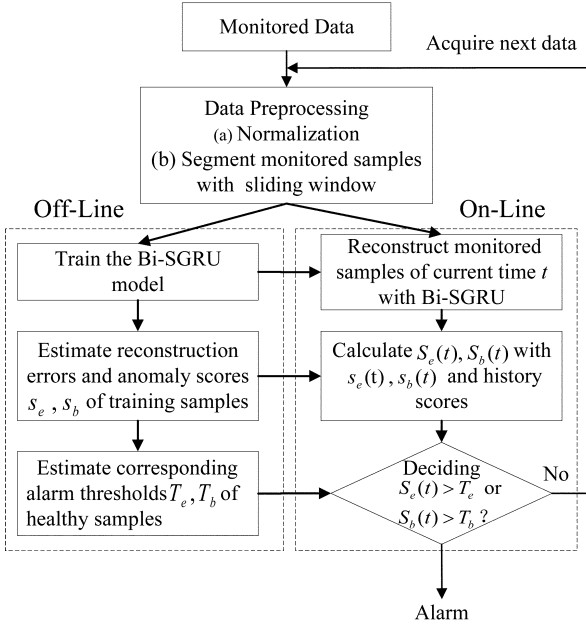 Monitored Data
Acquire next data
Data Preprocessing
(a) Normalization
(b) Segment monitored samples
with sliding window
Off-Line
On-Line
Train the Bi-SGRU
model
Reconstruct monitored
samples of current time t
with Bi-SGRU
Estimate reconstruction
errors and anomaly scores
s_e , s_b of training samples
Calculate S_e(t), S_b(t) with
s_e(t) , s_b(t) and history
scores
Estimate corresponding
alarm thresholds T_e , T_b of
healthy samples
Deciding
S_e(t) > T_e or
S_b(t) > T_b ?
No
Alarm